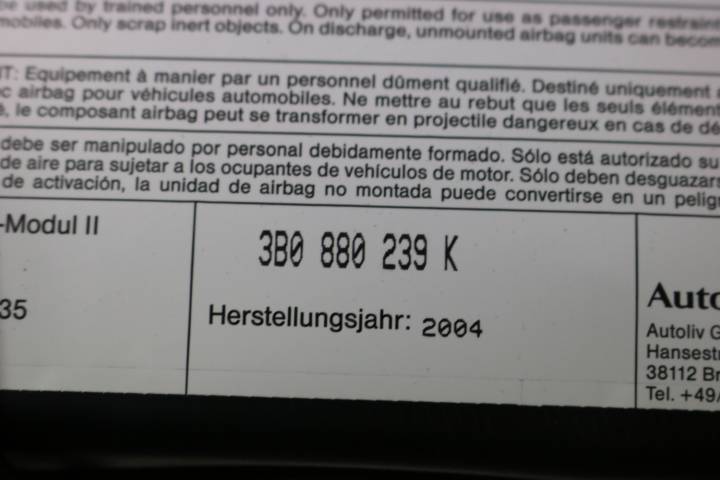 be used by trained personnel only. Only permitted for use as passenger restraint
mobiles. Only scrap inert objects. On discharge, unmounted airbag units can becom
NT: Equipement à manier par un personnel dûment qualifié. Destiné uniquement
airbag pour véhicules automobiles. Ne mettre au rebut que les seuls élément
le composant airbag peut se transformer en projectile dangereux en cas de dé
debe ser manipulado por personal debidamente formado. Sólo está autorizado su
de aire para sujetar a los ocupantes de vehículos de motor. Sólo deben desguazars
de activación, la unidad de airbag no montada puede convertirse en un pelig
-Modul II
3B0 880 239 K
35
Herstellungsjahr: 2004
Auto
Autoliv G
Hansestr
38112 Br
Tel. +49/